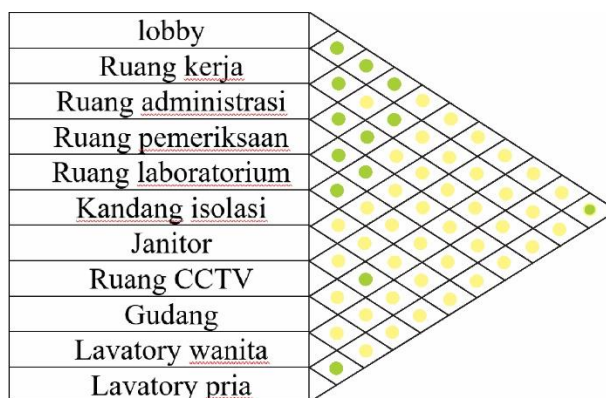 lobby
Ruang kerja
Ruang administrasi
Ruang pemeriksaan
Ruang laboratorium
Kandang isolasi
Janitor
Ruang CCTV
Gudang
Lavatory wanita
Lavatory pria